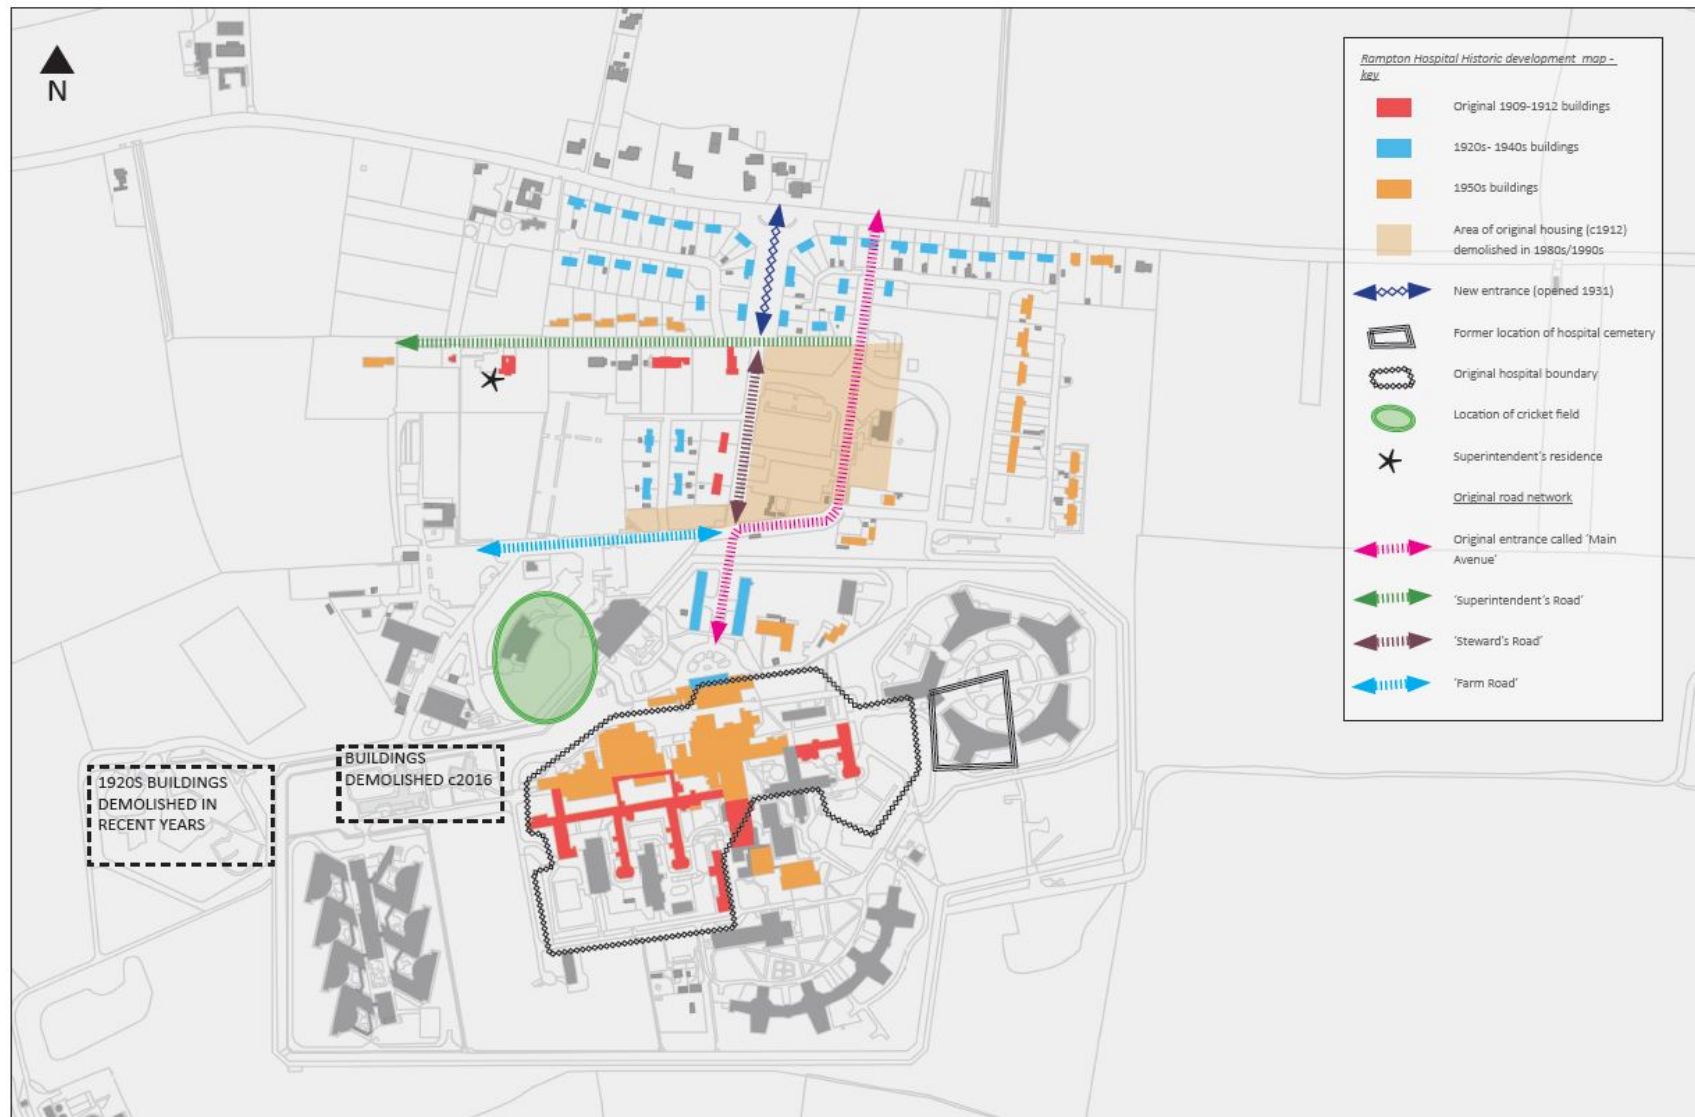 N
Rampton Hospital Historic development map -
key
Original 1909-1912 buildings
1920s- 1940s buildings
1950s buildings
Area of original housing (c1912)
demolished in 1980s/1990s
New entrance (opened 1931)
Former location of hospital cemetery
Original hospital boundary
Location of cricket field
Superintendent's residence
Original road network
Original entrance called 'Main
Avenue'
'Superintendent's Road'
'Steward's Road'
'Farm Road'
BUILDINGS
DEMOLISHED c2016
1920S BUILDINGS
DEMOLISHED IN
RECENT YEARS